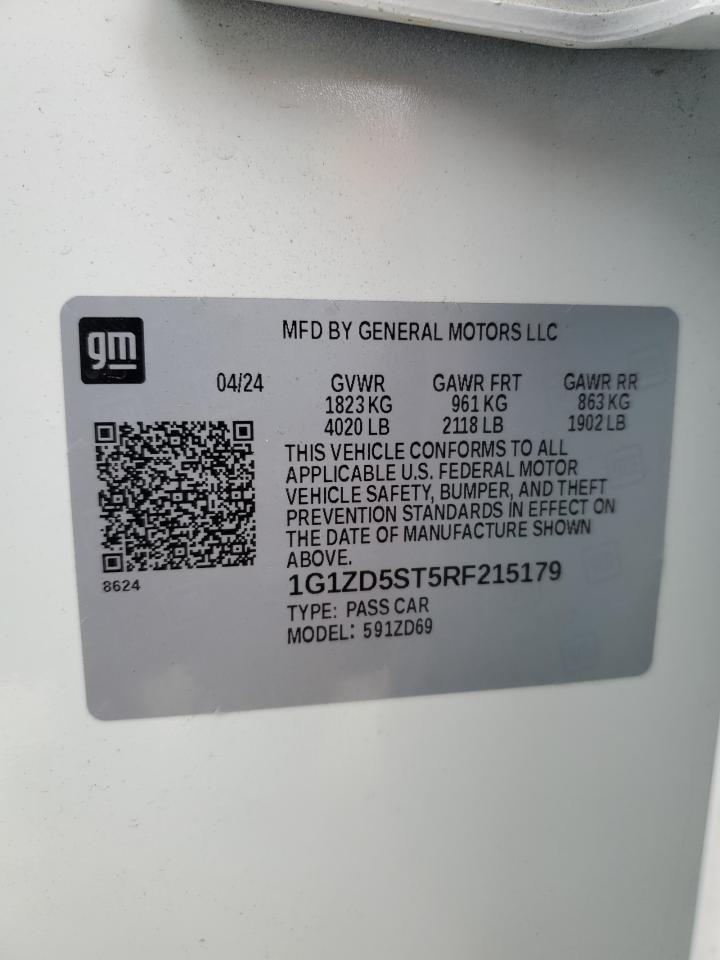 gm
MFD BY GENERAL MOTORS LLC
04/24 GVWR GAWR FRT GAWR RR
1823 KG 961 KG 863 KG
4020 LB 2118 LB 1902 LB
THIS VEHICLE CONFORMS TO ALL
APPLICABLE U.S. FEDERAL MOTOR
VEHICLE SAFETY, BUMPER, AND THEFT
PREVENTION STANDARDS IN EFFECT ON
THE DATE OF MANUFACTURE SHOWN
ABOVE.
8624
1G1ZD5ST5RF215179
TYPE: PASS CAR
MODEL: 591ZD69